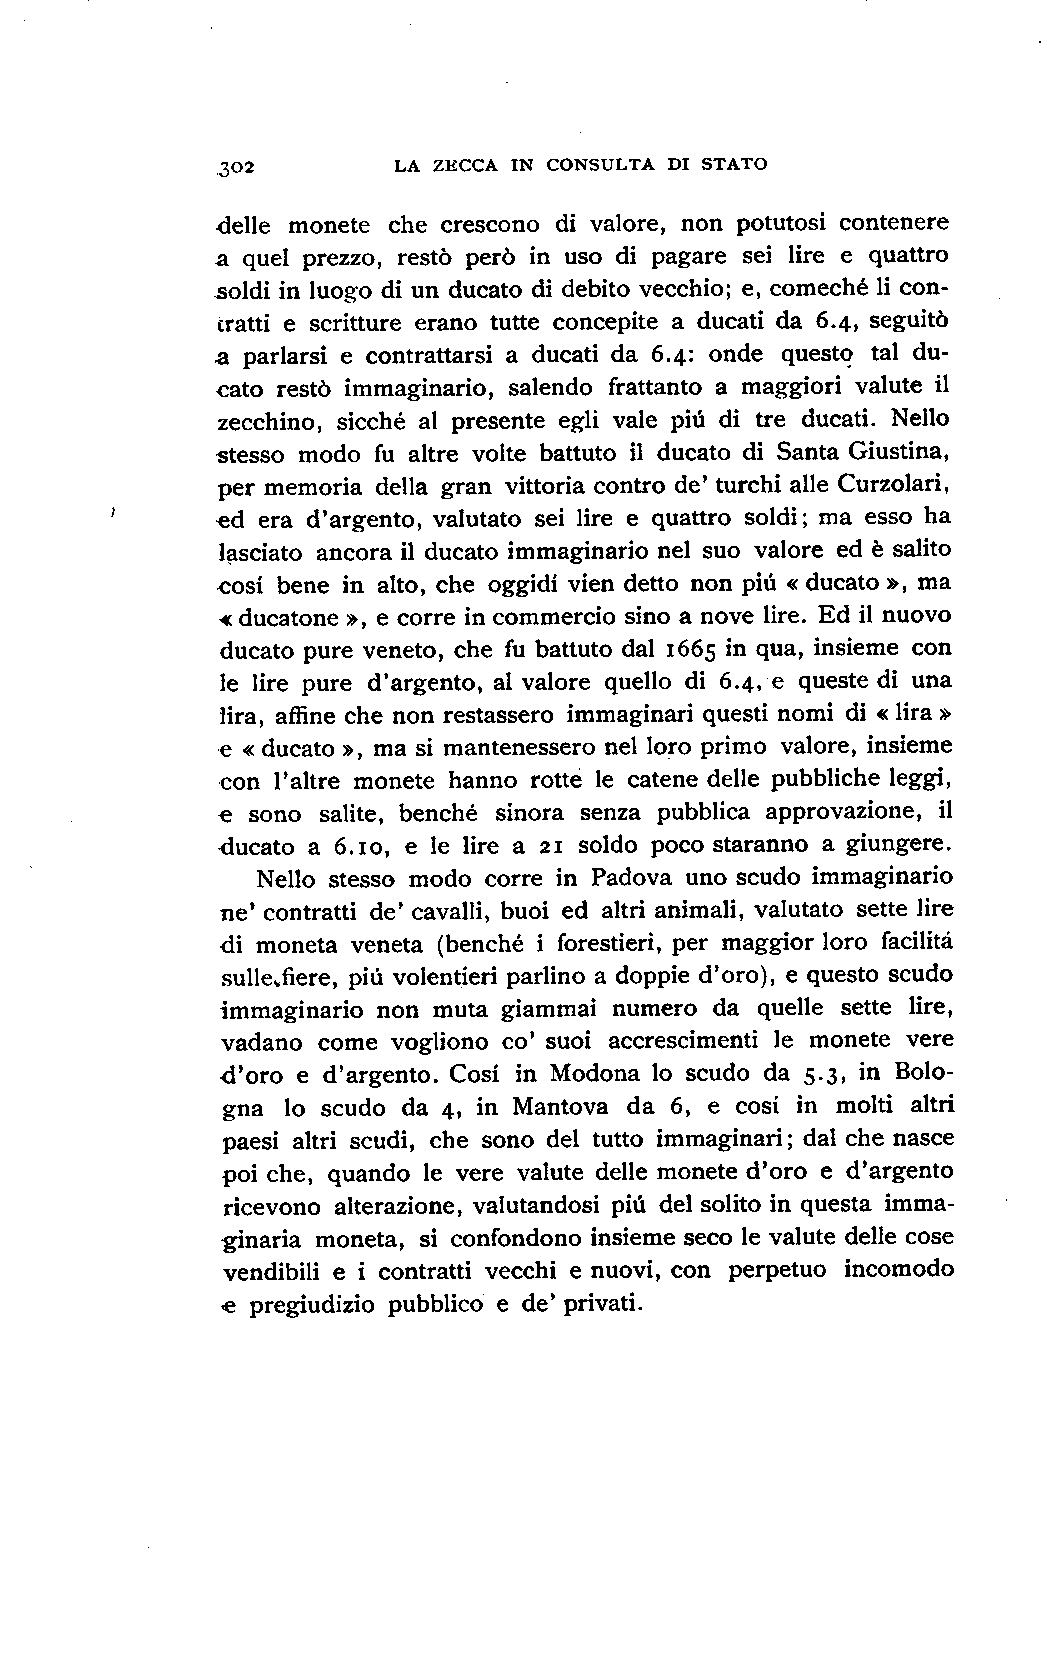 302 LA ZECCA IN CONSULTA DI STATO
delle monete che crescono di valore, non potutosi contenere
a quel prezzo, restò però in uso di pagare sei lire e quattro
soldi in luogo di un ducato di debito vecchio; e, comeché li con-
tratti e scritture erano tutte concepite a ducati da 6.4, seguitò
a parlarsi e contrattarsi a ducati da 6.4: onde questo tal du-
cato restò immaginario, salendo frattanto a maggiori valute il
zecchino, sicché al presente egli vale piú di tre ducati. Nello
stesso modo fu altre volte battuto il ducato di Santa Giustina,
per memoria della gran vittoria contro de' turchi alle Curzolari,
ed era d'argento, valutato sei lire e quattro soldi; ma esso ha
lasciato ancora il ducato immaginario nel suo valore ed è salito
cosí bene in alto, che oggidí vien detto non piú « ducato », ma
« ducatone », e corre in commercio sino a nove lire. Ed il nuovo
ducato pure veneto, che fu battuto dal 1665 in qua, insieme con
le lire pure d'argento, al valore quello di 6.4, e queste di una
lira, affine che non restassero immaginari questi nomi di « lira »
e « ducato », ma si mantenessero nel loro primo valore, insieme
con l'altre monete hanno rotte le catene delle pubbliche leggi,
e sono salite, benché sinora senza pubblica approvazione, il
ducato a 6.10, e le lire a 21 soldo poco staranno a giungere.
Nello stesso modo corre in Padova uno scudo immaginario
ne' contratti de' cavalli, buoi ed altri animali, valutato sette lire
di moneta veneta (benché i forestieri, per maggior loro facilitá
sulle fiere, piú volentieri parlino a doppie d'oro), e questo scudo
immaginario non muta giammai numero da quelle sette lire,
vadano come vogliono co' suoi accrescimenti le monete vere
d'oro e d'argento. Cosí in Modona lo scudo da 5.3, in Bolo-
gna lo scudo da 4, in Mantova da 6, e cosí in molti altri
paesi altri scudi, che sono del tutto immaginari; dal che nasce
poi che, quando le vere valute delle monete d'oro e d'argento
ricevono alterazione, valutandosi piú del solito in questa imma-
ginaria moneta, si confondono insieme seco le valute delle cose
vendibili e i contratti vecchi e nuovi, con perpetuo incomodo
e pregiudizio pubblico e de' privati.